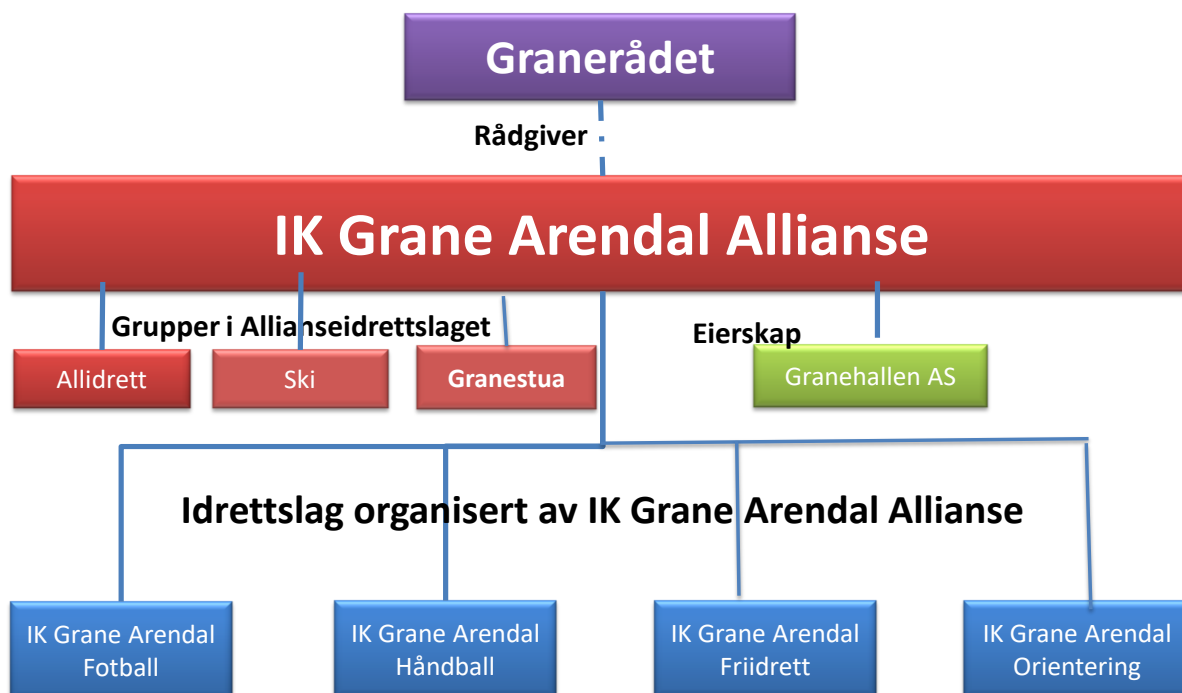 Granerådet
Rådgiver
IK Grane Arendal Allianse
Grupper i Allianseidrettslaget
Eierskap
Allidrett
Ski
Granestua
Granehallen AS
Idrettslag organisert av IK Grane Arendal Allianse
IK Grane Arendal
Fotball
IK Grane Arendal
Håndball
IK Grane Arendal
Friidrett
IK Grane Arendal
Orientering